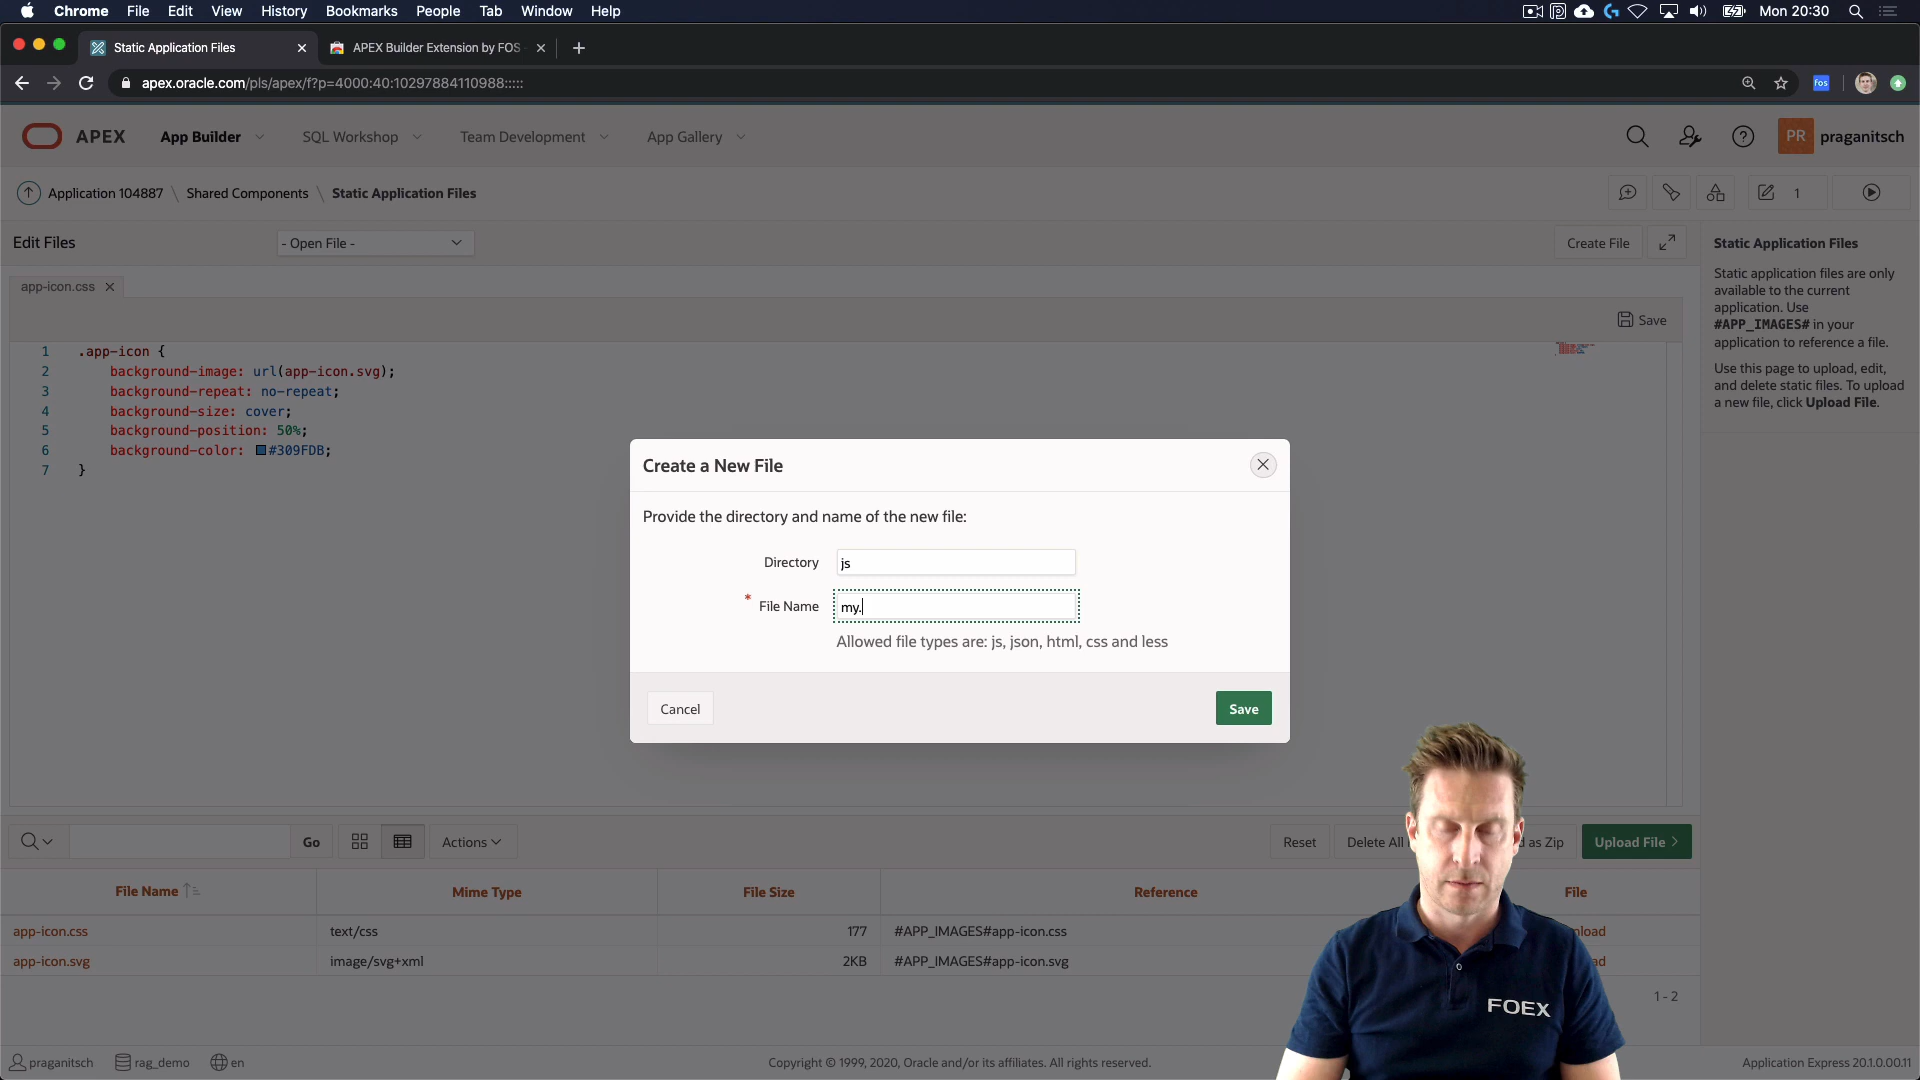 Chrome File Edit View History Bookmarks People Tab Window Help Mon 20:30
Static Application Files APEX Builder Extension by FOS
apex.oracle.com/pls/apex/f?p=4000:40:10297884110988::::: fos
APEX App Builder SQL Workshop Team Development App Gallery PR praganitsch
Application 104887 Shared Components Static Application Files 1
Edit Files - Open File - Create File
app-icon.css
Save
1 .app-icon {
2 background-image: url(app-icon.svg);
3 background-repeat: no-repeat;
4 background-size: cover;
5 background-position: 50%;
6 background-color: #309FDB;
7 }
Static Application Files
Static application files are only
available to the current
application. Use
#APP_IMAGES# in your
application to reference a file.
Use this page to upload, edit,
and delete static files. To upload
a new file, click Upload File.
Create a New File
Provide the directory and name of the new file:
Directory js
* File Name my.
Allowed file types are: js, json, html, css and less
Cancel Save
Go Actions Reset Delete All as Zip Upload File
File Name Mime Type File Size Reference File
app-icon.css text/css 177 #APP_IMAGES#app-icon.css
app-icon.svg image/svg+xml 2KB #APP_IMAGES#app-icon.svg
1 - 2
FOEX
praganitsch rag_demo en Copyright © 1999, 2020, Oracle and/or its affiliates. All rights reserved. Application Express 20.1.0.00.11